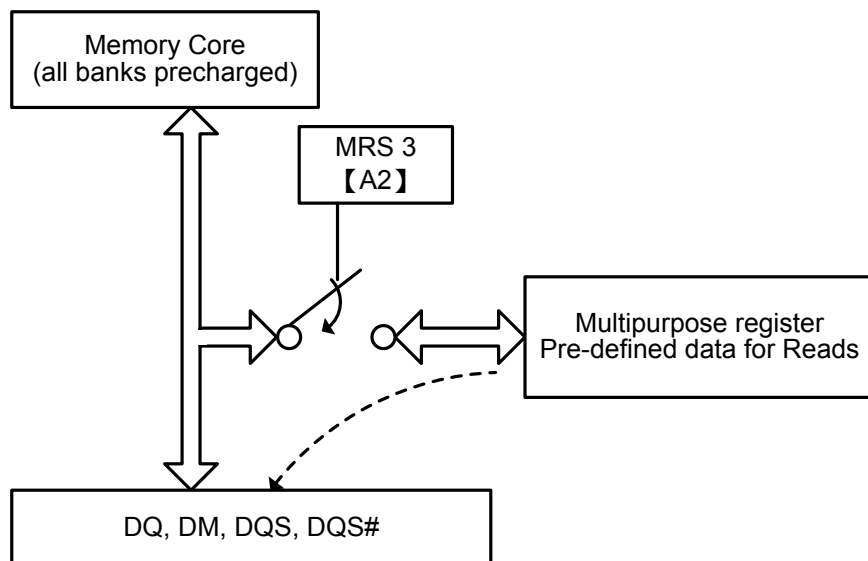 Memory Core
(all banks precharged)
MRS 3
【A2】
Multipurpose register
Pre-defined data for Reads
DQ, DM, DQS, DQS#